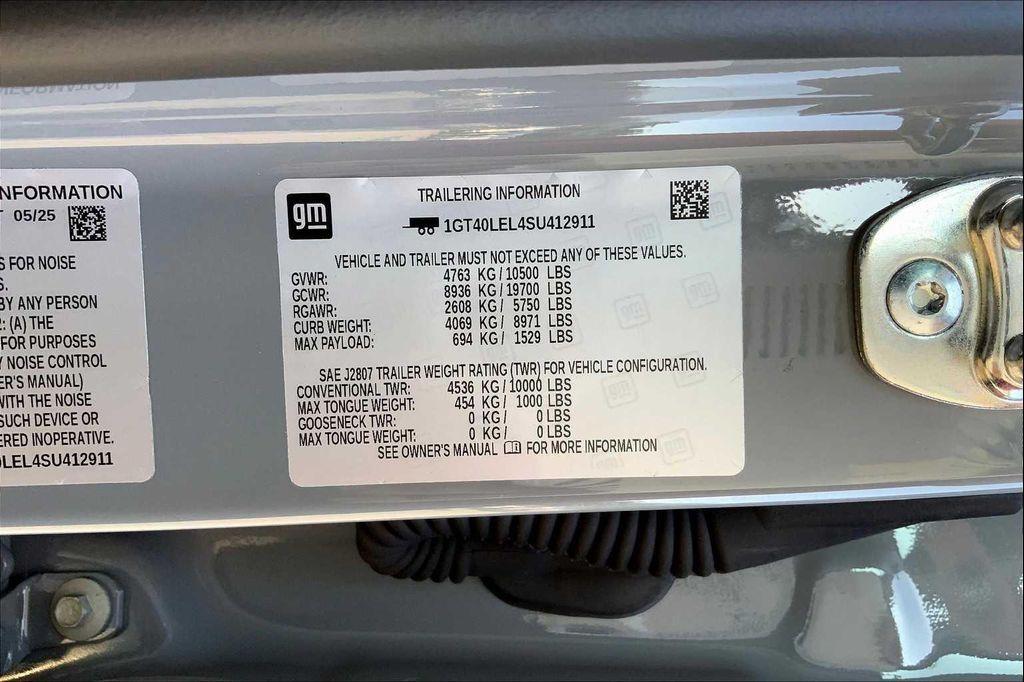 NFORMATION
05/25
S FOR NOISE
S.
BY ANY PERSON
2: (A) THE
FOR PURPOSES
Y NOISE CONTROL
ER'S MANUAL)
WITH THE NOISE
SUCH DEVICE OR
ERED INOPERATIVE.
0LEL4SU412911
gm
TRAILERING INFORMATION
1GT40LEL4SU412911
VEHICLE AND TRAILER MUST NOT EXCEED ANY OF THESE VALUES.
GVWR: 4763 KG / 10500 LBS
GCWR: 8936 KG / 19700 LBS
RGAWR: 2608 KG / 5750 LBS
CURB WEIGHT: 4069 KG / 8971 LBS
MAX PAYLOAD: 694 KG / 1529 LBS
SAE J2807 TRAILER WEIGHT RATING (TWR) FOR VEHICLE CONFIGURATION.
CONVENTIONAL TWR: 4536 KG / 10000 LBS
MAX TONGUE WEIGHT: 454 KG / 1000 LBS
GOOSENECK TWR: 0 KG / 0 LBS
MAX TONGUE WEIGHT: 0 KG / 0 LBS
SEE OWNER'S MANUAL FOR MORE INFORMATION